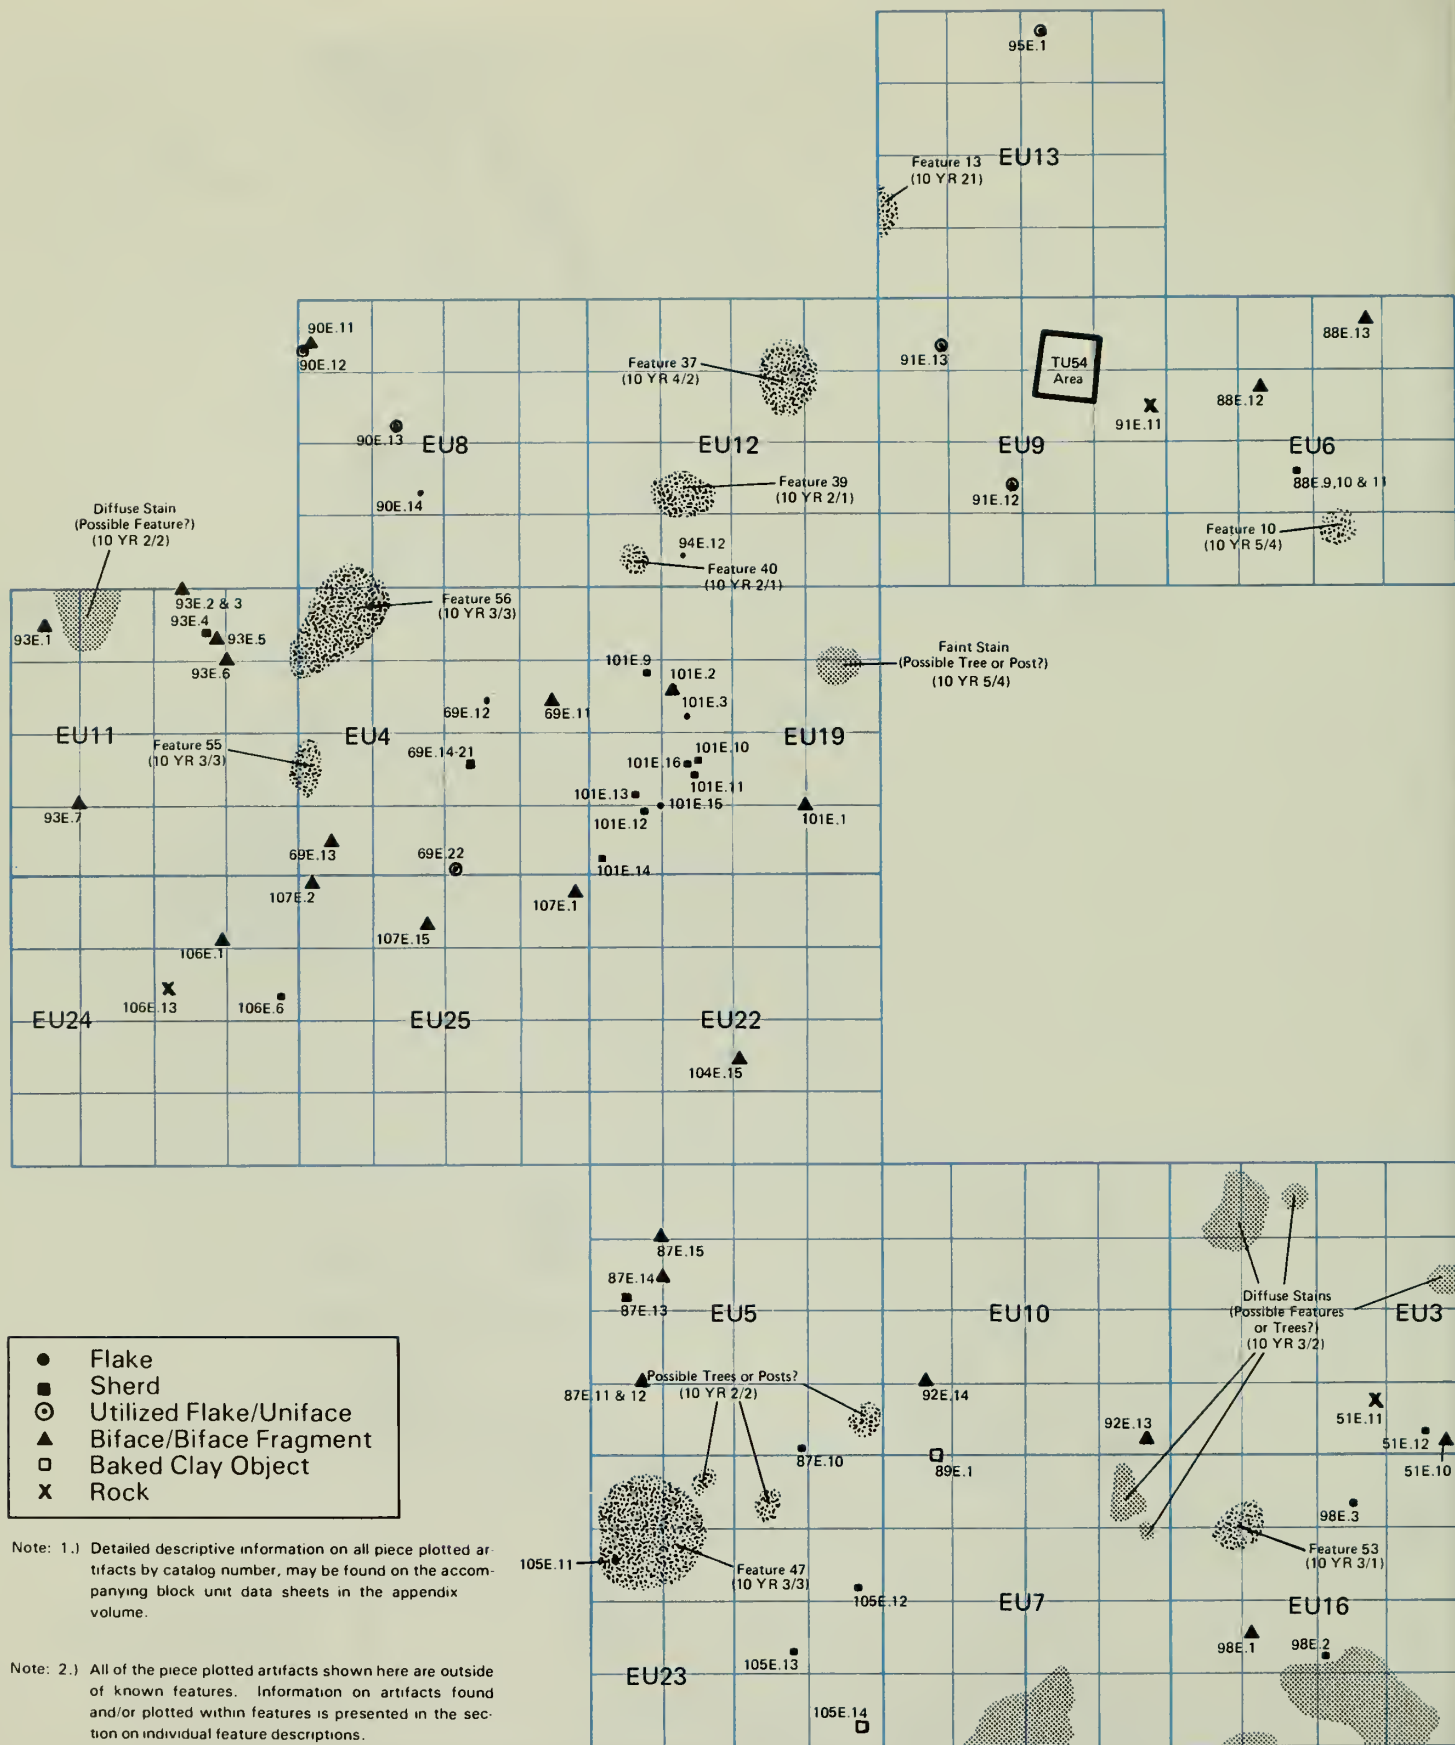 95E.1
EU13
Feature 13
(10 YR 21)
90E.11
90E.12
90E.13
EU8
90E.14
Feature 37
(10 YR 4/2)
EU12
Feature 39
(10 YR 2/1)
94E.12
Feature 40
(10 YR 2/1)
91E.13
TU54
Area
91E.11
EU9
91E.12
88E.13
88E.12
EU6
88E.9,10 & 11
Feature 10
(10 YR 5/4)
Diffuse Stain
(Possible Feature?)
(10 YR 2/2)
93E.2 & 3
93E.4
93E.1
93E.5
93E.6
EU11
93E.7
Feature 56
(10 YR 3/3)
Feature 55
(10 YR 3/3)
EU4
69E.12
69E.11
69E.14-21
69E.13
69E.22
101E.9
101E.2
101E.3
101E.10
101E.16
101E.11
101E.13
101E.15
101E.12
101E.14
EU19
101E.1
Faint Stain
(Possible Tree or Post?)
(10 YR 5/4)
107E.2
107E.1
107E.15
106E.1
106E.13
106E.6
EU24
EU25
EU22
104E.15
87E.15
87E.14
87E.13
EU5
EU10
Diffuse Stains
(Possible Features
or Trees?)
(10 YR 3/2)
EU3
87E.11 & 12
Possible Trees or Posts?
(10 YR 2/2)
92E.14
87E.10
89E.1
92E.13
51E.11
51E.12
51E.10
98E.3
105E.11
Feature 47
(10 YR 3/3)
Feature 53
(10 YR 3/1)
105E.12
EU7
EU16
98E.1
98E.2
105E.13
EU23
105E.14
Flake
Sherd
Utilized Flake/Uniface
Biface/Biface Fragment
Baked Clay Object
X Rock
Note: 1.) Detailed descriptive information on all piece plotted ar-
tifacts by catalog number, may be found on the accom-
panying block unit data sheets in the appendix
volume.
Note: 2.) All of the piece plotted artifacts shown here are outside
of known features. Information on artifacts found
and/or plotted within features is presented in the sec-
tion on individual feature descriptions.